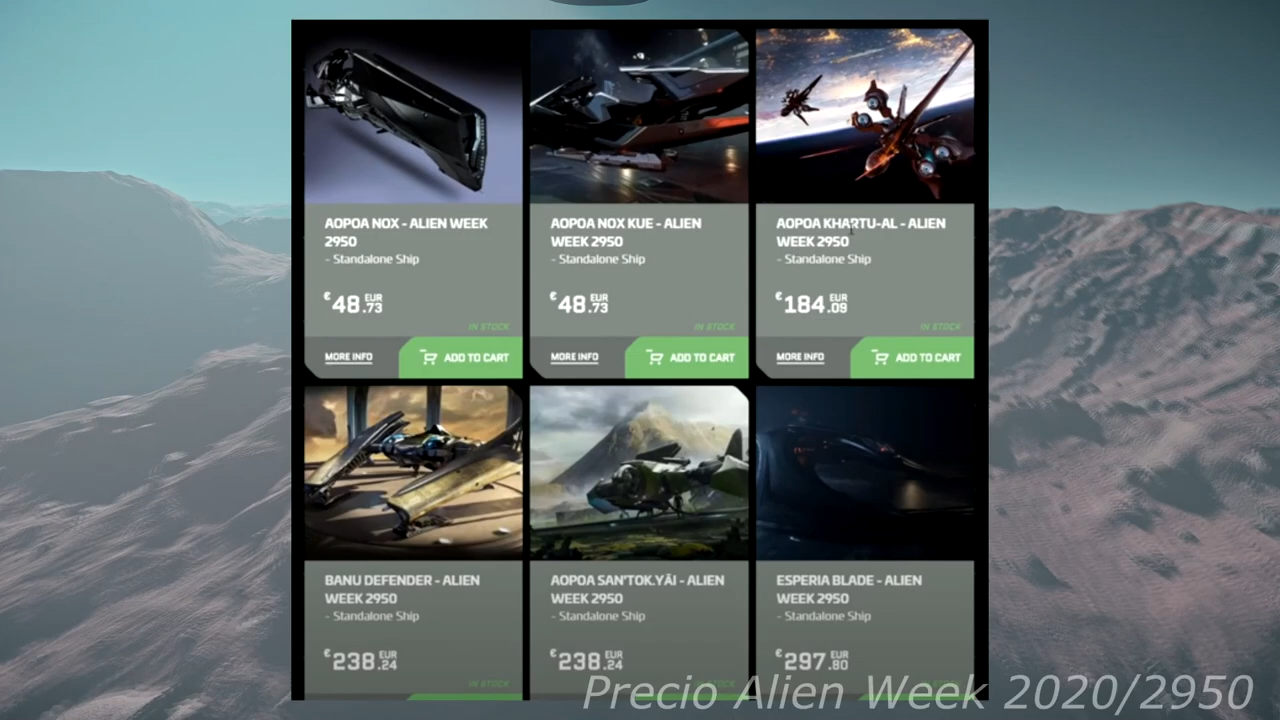 AOPOA NOX - ALIEN WEEK
2950
- Standalone Ship
€48 EUR .73
IN STOCK
MORE INFO
ADD TO CART
AOPOA NOX KUE - ALIEN
WEEK 2950
- Standalone Ship
€48 EUR .73
IN STOCK
MORE INFO
ADD TO CART
AOPOA KHARTU-AL - ALIEN
WEEK 2950
- Standalone Ship
€184 EUR .09
IN STOCK
MORE INFO
ADD TO CART
BANU DEFENDER - ALIEN
WEEK 2950
- Standalone Ship
€238 EUR .24
IN STOCK
AOPOA SAN'TOK.YĀI - ALIEN
WEEK 2950
- Standalone Ship
€238 EUR .24
IN STOCK
ESPERIA BLADE - ALIEN
WEEK 2950
- Standalone Ship
€297 EUR .80
IN STOCK
Precio Alien Week 2020/2950